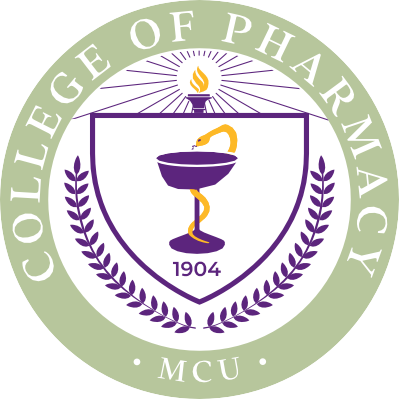 COLLEGE OF PHARMACY
1904
• MCU •